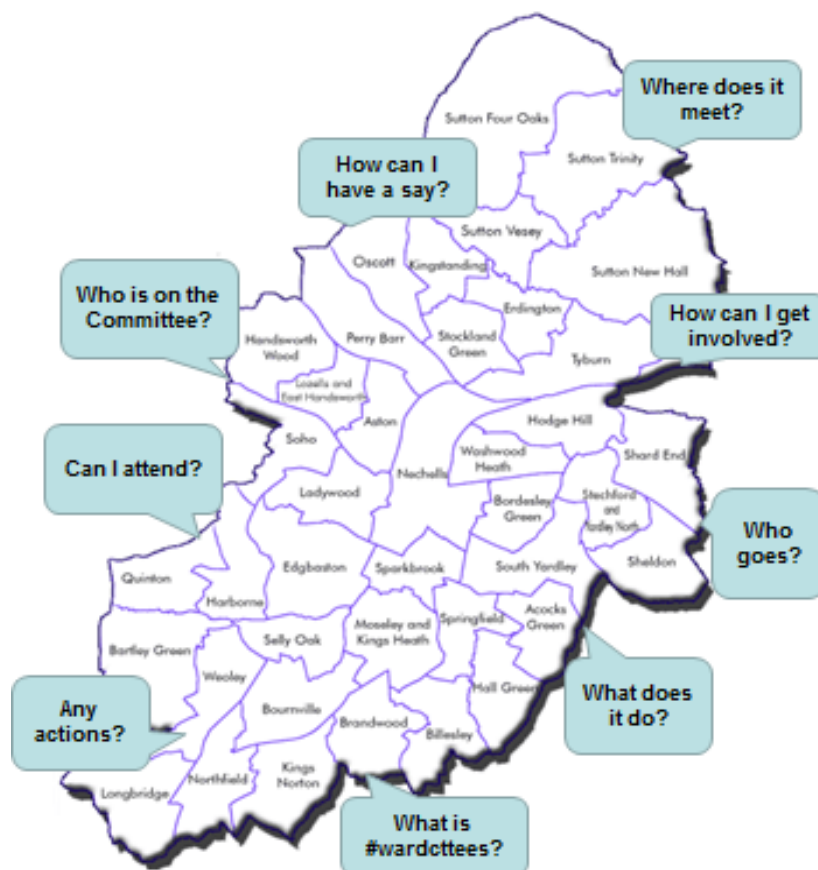 Where does it
meet?
Sutton Four Oaks
Sutton Trinity
How can I
have a say?
Sutton Vesey
Oscott
Kingstanding
Sutton New Hall
Who is on the
Committee?
Erdington
How can I get
involved?
Handsworth
Wood
Perry Barr
Stockland
Green
Tyburn
Lozells and
East Handsworth
Aston
Hodge Hill
Soho
Can I attend?
Nechells
Washwood
Heath
Shard End
Ladywood
Bordesley
Green
Stechford
and
Yardley North
Who
goes?
Quinton
Edgbaston
Sparkbrook
South Yardley
Sheldon
Harborne
Acocks
Green
Moseley and
Kings Heath
Springfield
Selly Oak
Bartley Green
Weoley
Hall Green
What does
it do?
Any
actions?
Bournville
Brandwood
Billesley
Kings
Norton
Northfield
Longbridge
What is
#wardcttees?